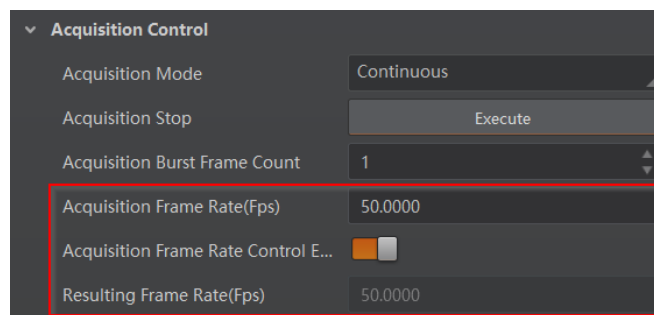 Acquisition Control
Acquisition Mode Continuous
Acquisition Stop Execute
Acquisition Burst Frame Count 1
Acquisition Frame Rate(Fps) 50.0000
Acquisition Frame Rate Control E...
Resulting Frame Rate(Fps) 50.0000